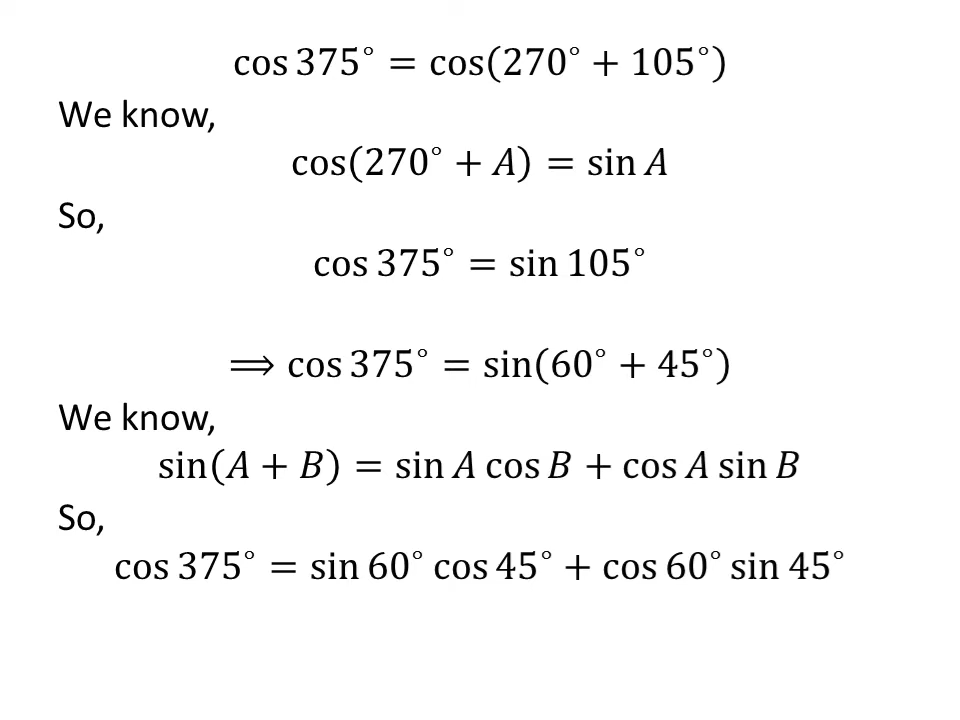 cos 375° = cos(270° + 105°)
We know,
cos(270° + A) = sin A
So,
cos 375° = sin 105°
⟹ cos 375° = sin(60° + 45°)
We know,
sin(A + B) = sin A cos B + cos A sin B
So,
cos 375° = sin 60° cos 45° + cos 60° sin 45°